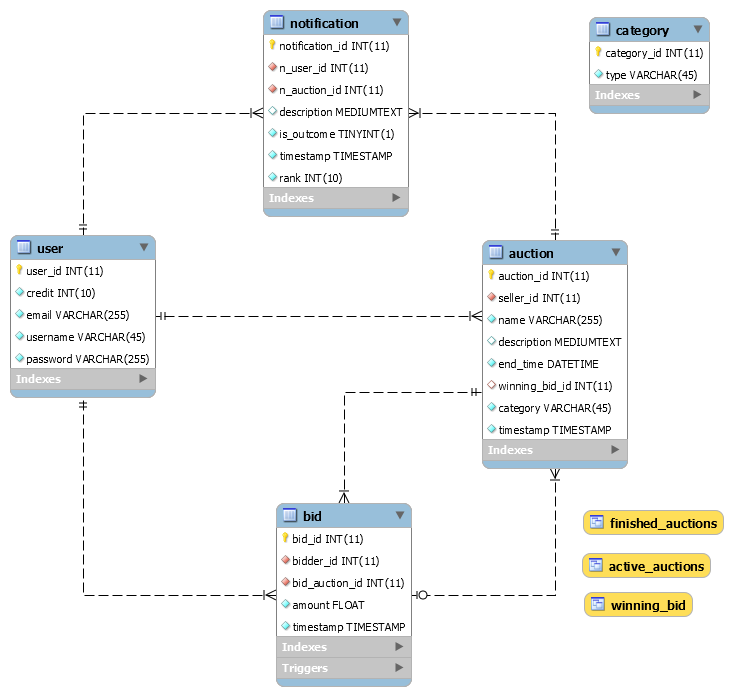 notification
notification_id INT(11)
n_user_id INT(11)
n_auction_id INT(11)
description MEDIUMTEXT
is_outcome TINYINT(1)
timestamp TIMESTAMP
rank INT(10)
Indexes
category
category_id INT(11)
type VARCHAR(45)
Indexes
user
user_id INT(11)
credit INT(10)
email VARCHAR(255)
username VARCHAR(45)
password VARCHAR(255)
Indexes
auction
auction_id INT(11)
seller_id INT(11)
name VARCHAR(255)
description MEDIUMTEXT
end_time DATETIME
winning_bid_id INT(11)
category VARCHAR(45)
timestamp TIMESTAMP
Indexes
bid
bid_id INT(11)
bidder_id INT(11)
bid_auction_id INT(11)
amount FLOAT
timestamp TIMESTAMP
Indexes
Triggers
finished_auctions
active_auctions
winning_bid